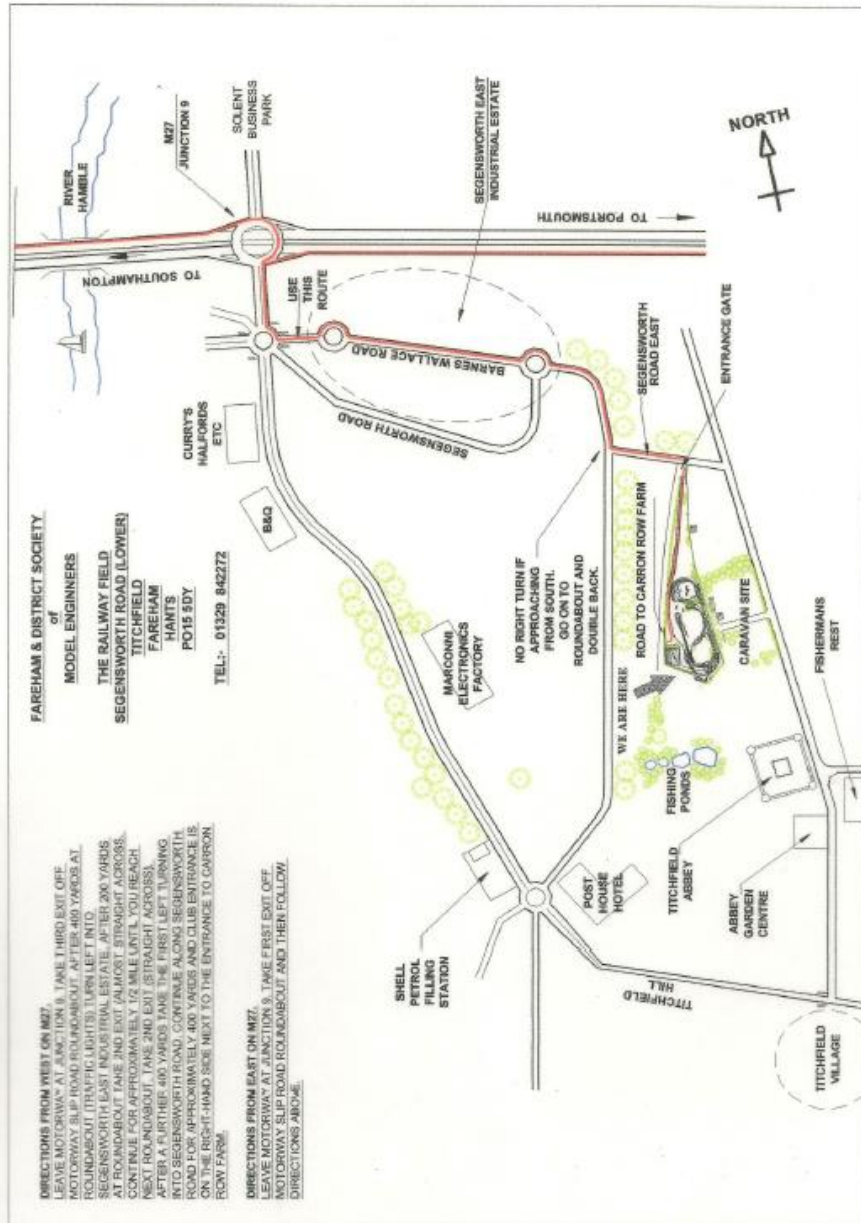 DIRECTIONS FROM WEST ON M27.
LEAVE MOTORWAY AT JUNCTION 9. TAKE THIRD EXIT OFF
MOTORWAY SLIP ROAD ROUNDABOUT. AFTER 400 YARDS AT
ROUNDABOUT (TRAFFIC LIGHTS) TURN LEFT INTO
SEGENSWORTH EAST INDUSTRIAL ESTATE. AFTER 200 YARDS
AT ROUNDABOUT TAKE 2ND EXIT (ALMOST STRAIGHT ACROSS.
CONTINUE FOR APPROXIMATELY 1/2 MILE UNTIL YOU REACH
NEXT ROUNDABOUT. TAKE 2ND EXIT (STRAIGHT ACROSS).
AFTER A FURTHER 400 YARDS TAKE THE FIRST LEFT TURNING
INTO SEGENSWORTH ROAD. CONTINUE ALONG SEGENSWORTH
ROAD FOR APPROXIMATELY 400 YARDS AND CLUB ENTRANCE IS
ON THE RIGHT-HAND SIDE NEXT TO THE ENTRANCE TO CARRON
ROW FARM.
DIRECTIONS FROM EAST ON M27.
LEAVE MOTORWAY AT JUNCTION 9. TAKE FIRST EXIT OFF
MOTORWAY SLIP ROAD ROUNDABOUT AND THEN FOLLOW
DIRECTIONS ABOVE.
FAREHAM & DISTRICT SOCIETY
of
MODEL ENGINNERS
THE RAILWAY FIELD
SEGENSWORTH ROAD (LOWER)
TITCHFIELD
FAREHAM
HANTS
PO15 5DY
TEL:- 01329 842272
RIVER
HAMBLE
M27
JUNCTION 9
SOLENT
BUSINESS
PARK
TO SOUTHAMPTON
USE
THIS
ROUTE
CURRY'S
HALFORDS
ETC
B&Q
SEGENSWORTH EAST
INDUSTRIAL ESTATE
BARNES WALLACE ROAD
SEGENSWORTH ROAD
TO PORTSMOUTH
NORTH
MARCONNI
ELECTRONICS
FACTORY
NO RIGHT TURN IF
APPROACHING
FROM SOUTH.
GO ON TO
ROUNDABOUT AND
DOUBLE BACK.
SEGENSWORTH
ROAD EAST
ENTRANCE GATE
ROAD TO CARRON ROW FARM
WE ARE HERE
CARAVAN SITE
SHELL
PETROL
FILLING
STATION
POST
HOUSE
HOTEL
FISHING
PONDS
TITCHFIELD
ABBEY
FISHERMANS
REST
ABBEY
GARDEN
CENTRE
TITCHFIELD
HILL
TITCHFIELD
VILLAGE